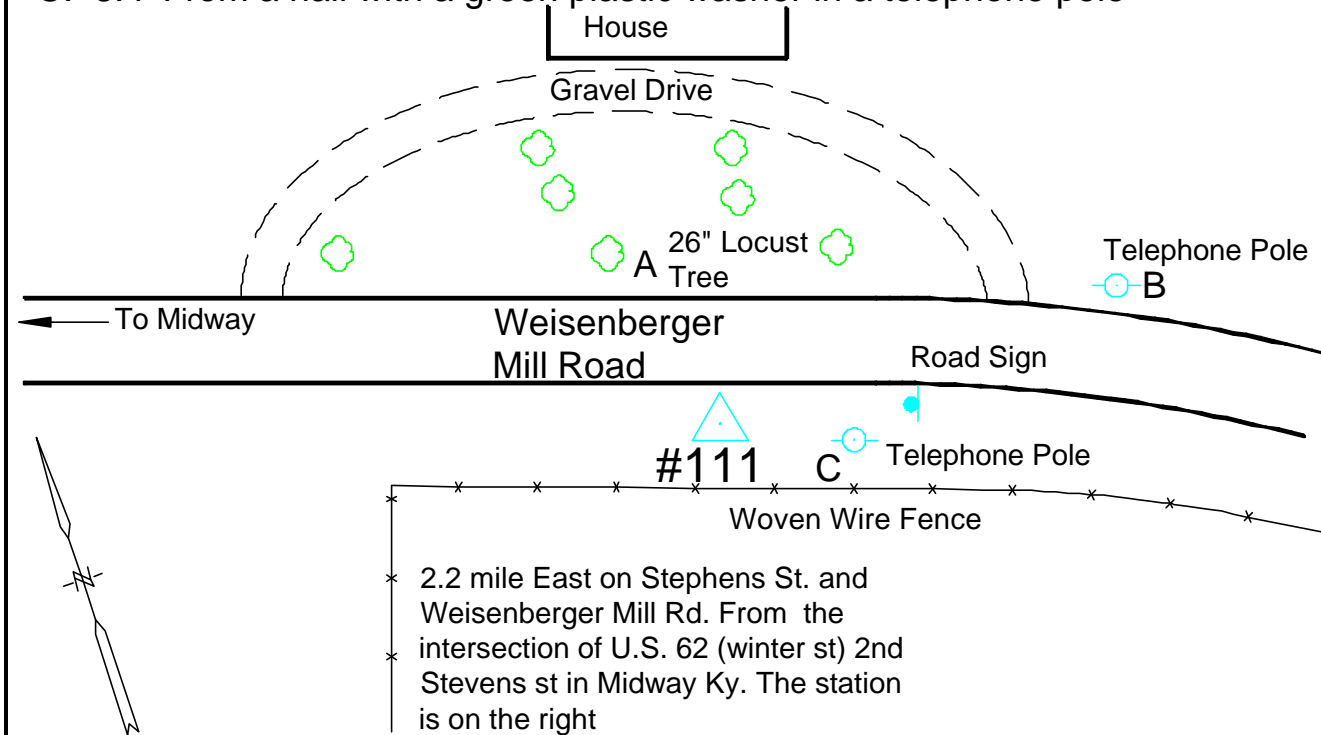 House
Gravel Drive
A
26" Locust
Tree
Telephone Pole
B
To Midway
Weisenberger
Mill Road
Road Sign
#111
C
Telephone Pole
Woven Wire Fence
N
2.2 mile East on Stephens St. and
Weisenberger Mill Rd. From the
intersection of U.S. 62 (winter st) 2nd
Stevens st in Midway Ky. The station
is on the right